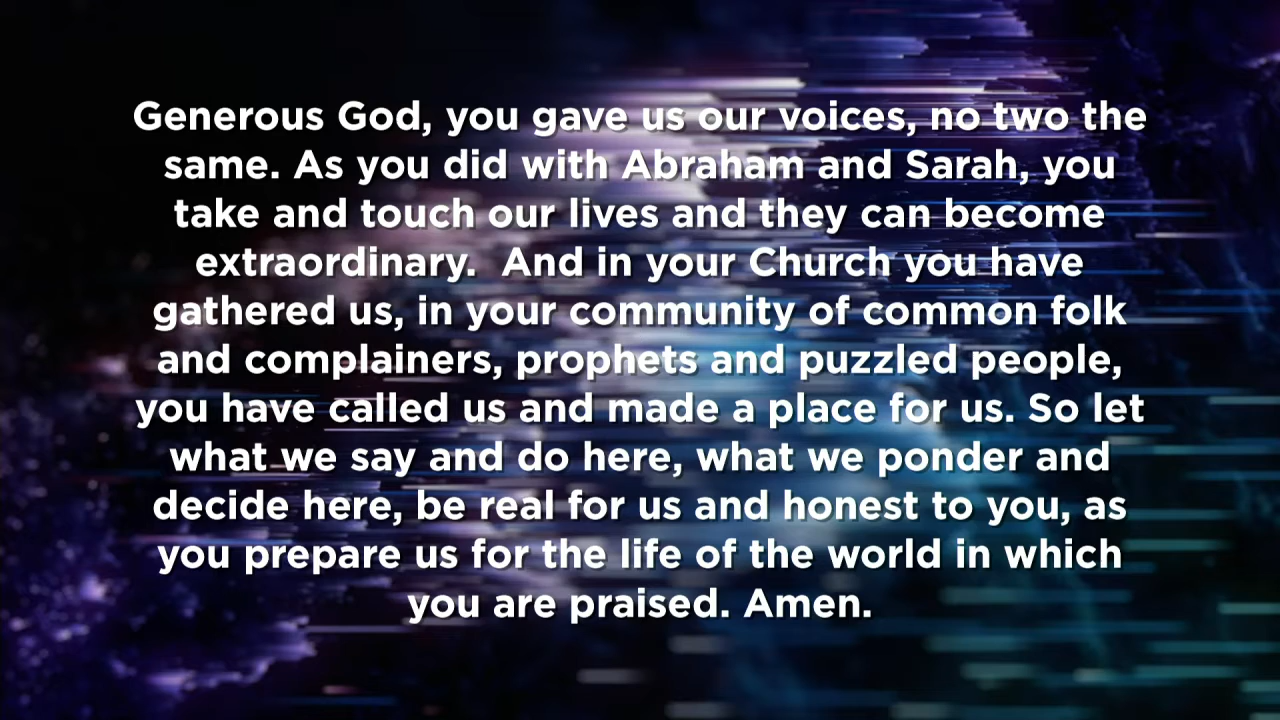 Generous God, you gave us our voices, no two the
same. As you did with Abraham and Sarah, you
take and touch our lives and they can become
extraordinary.  And in your Church you have
gathered us, in your community of common folk
and complainers, prophets and puzzled people,
you have called us and made a place for us. So let
what we say and do here, what we ponder and
decide here, be real for us and honest to you, as
you prepare us for the life of the world in which
you are praised. Amen.